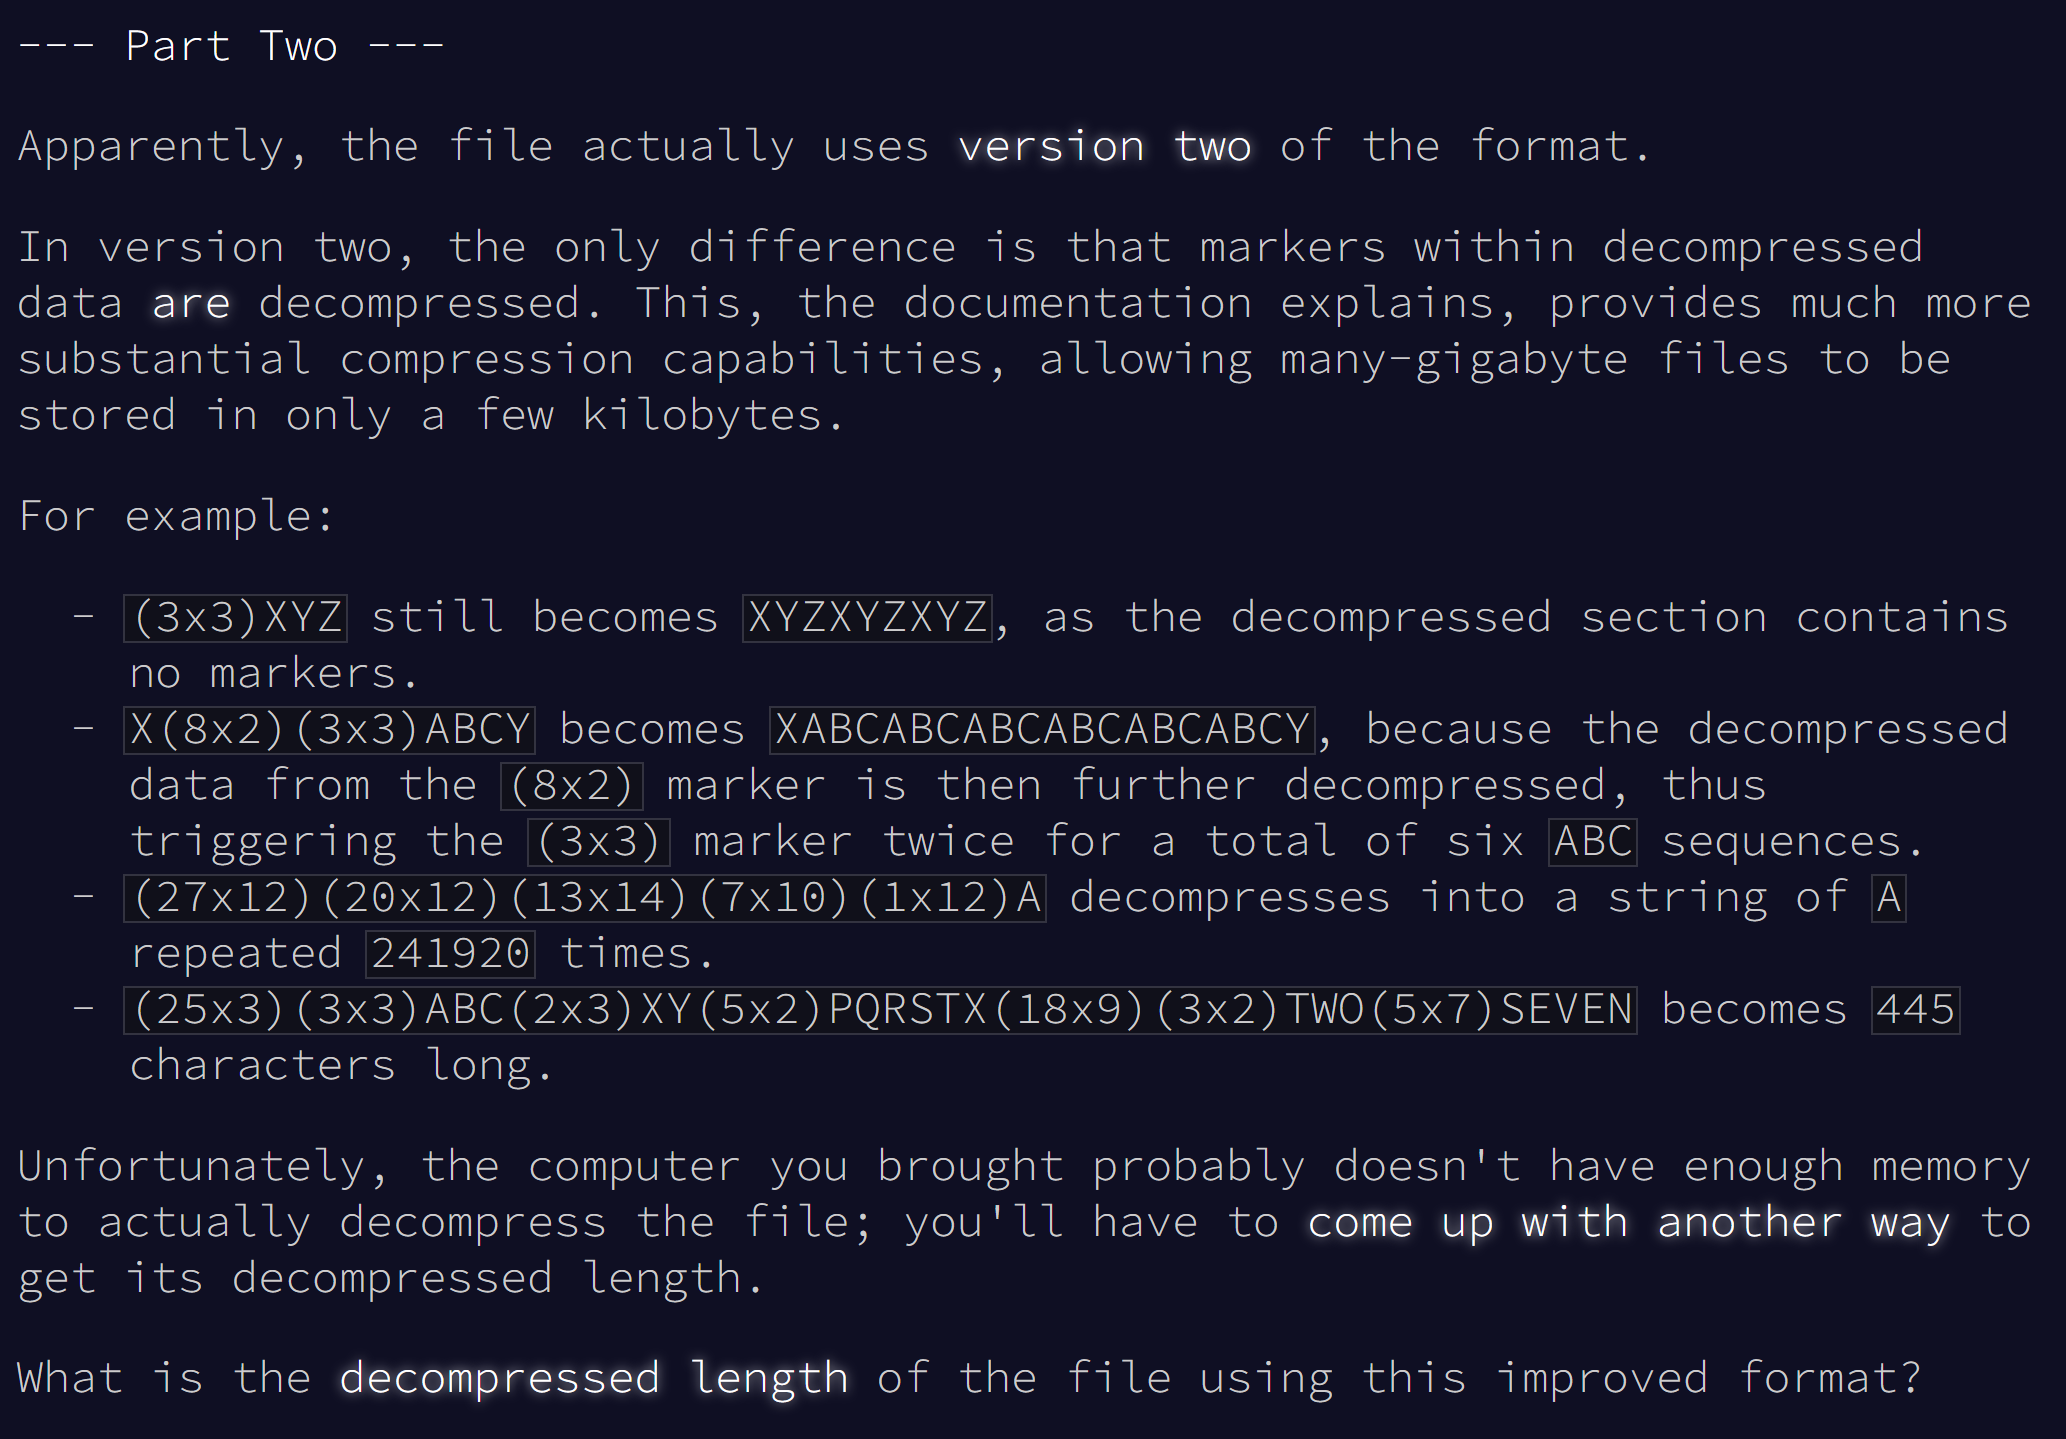 --- Part Two ---
Apparently, the file actually uses version two of the format.
In version two, the only difference is that markers within decompressed
data are decompressed. This, the documentation explains, provides much more
substantial compression capabilities, allowing many-gigabyte files to be
stored in only a few kilobytes.
For example:
- (3x3)XYZ still becomes XYZXYZXYZ, as the decompressed section contains
no markers.
- X(8x2)(3x3)ABCY becomes XABCABCABCABCABCABCY, because the decompressed
data from the (8x2) marker is then further decompressed, thus
triggering the (3x3) marker twice for a total of six ABC sequences.
- (27x12)(20x12)(13x14)(7x10)(1x12)A decompresses into a string of A
repeated 241920 times.
- (25x3)(3x3)ABC(2x3)XY(5x2)PQRSTX(18x9)(3x2)TWO(5x7)SEVEN becomes 445
characters long.
Unfortunately, the computer you brought probably doesn't have enough memory
to actually decompress the file; you'll have to come up with another way to
get its decompressed length.
What is the decompressed length of the file using this improved format?